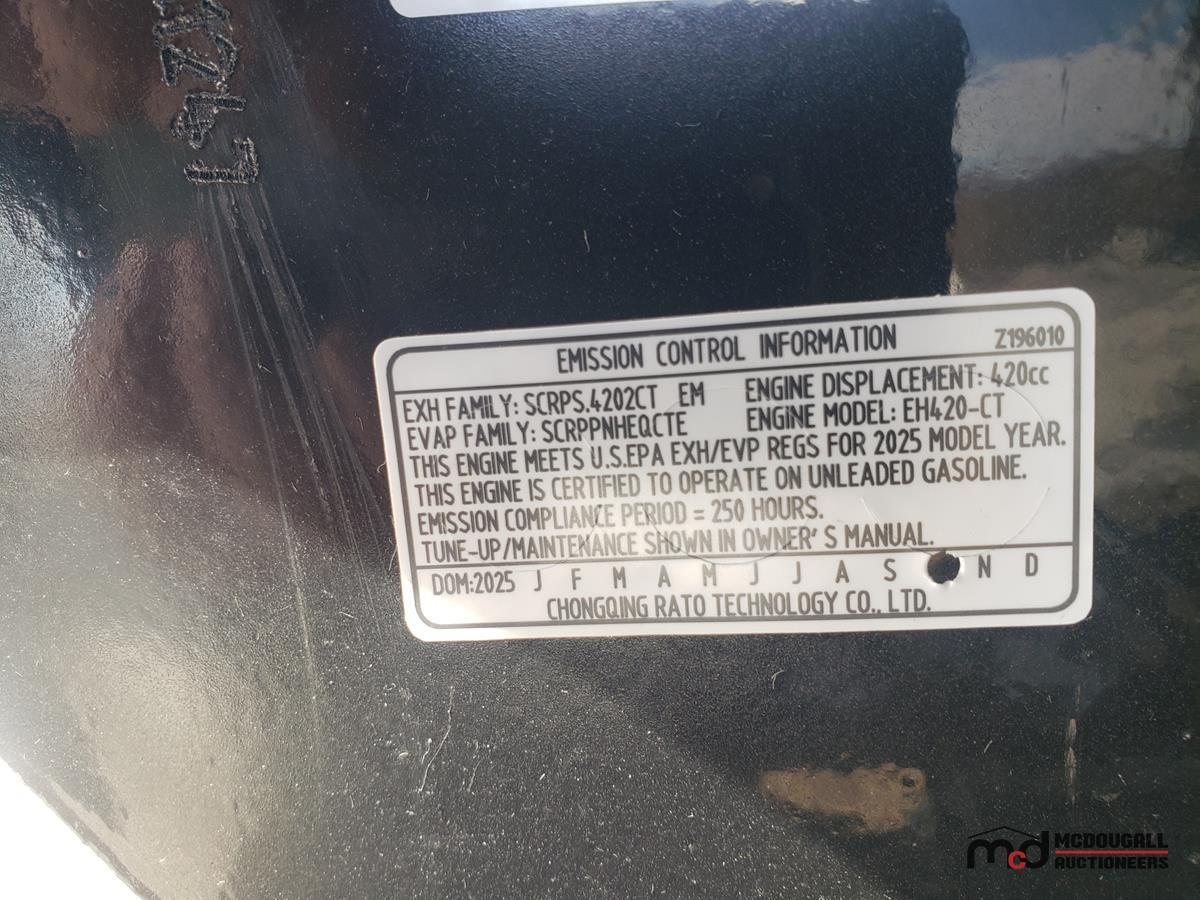 EMISSION CONTROL INFORMATION Z196010
EXH FAMILY: SCRPS.4202CT EM ENGINE DISPLACEMENT: 420cc
EVAP FAMILY: SCRPPNHEQCTE ENGINE MODEL: EH420-CT
THIS ENGINE MEETS U.S.EPA EXH/EVP REGS FOR 2025 MODEL YEAR.
THIS ENGINE IS CERTIFIED TO OPERATE ON UNLEADED GASOLINE.
EMISSION COMPLIANCE PERIOD = 250 HOURS.
TUNE-UP/MAINTENANCE SHOWN IN OWNER' S MANUAL.
DOM:2025 J F M A M J J A S N D
CHONGQING RATO TECHNOLOGY CO., LTD.
mcd MCDOUGALL
AUCTIONEERS